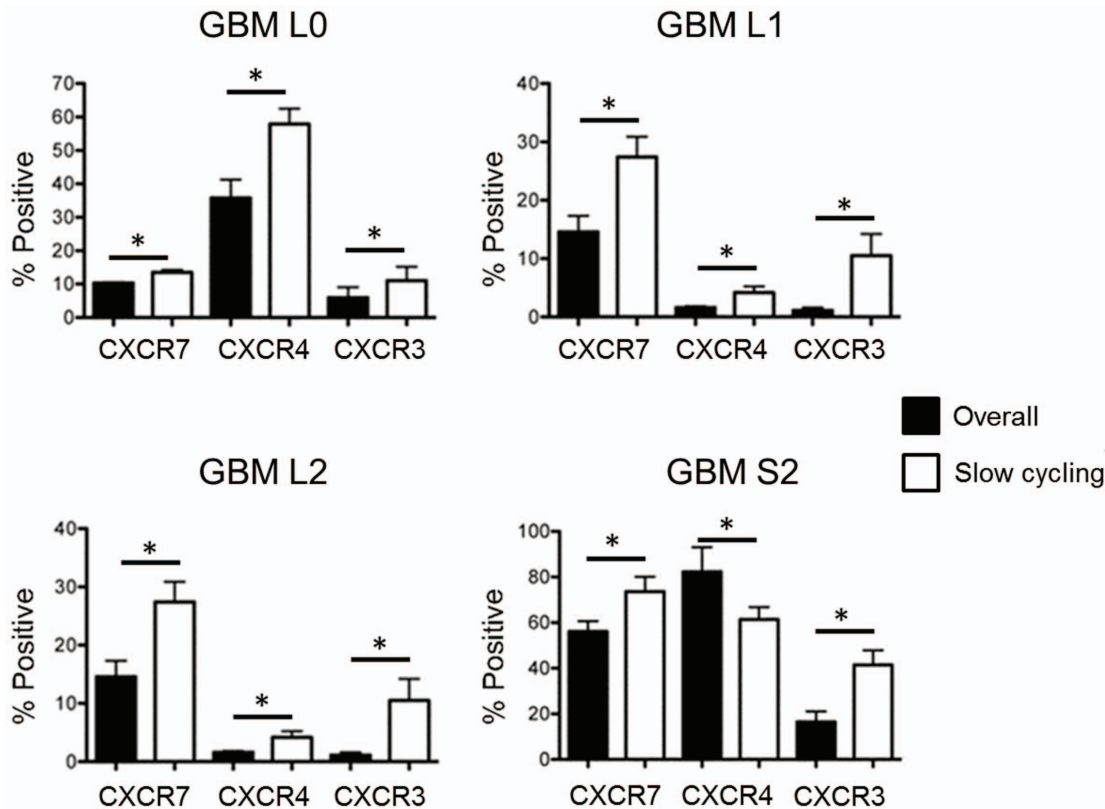 GBM L0
GBM L1
% Positive
70
60
50
40
30
20
10
0
*
*
*
CXCR7 CXCR4 CXCR3
% Positive
40
30
20
10
0
*
*
*
CXCR7 CXCR4 CXCR3
Overall
Slow cycling
GBM L2
GBM S2
% Positive
40
30
20
10
0
*
*
*
CXCR7 CXCR4 CXCR3
% Positive
100
80
60
40
20
0
*
*
*
CXCR7 CXCR4 CXCR3